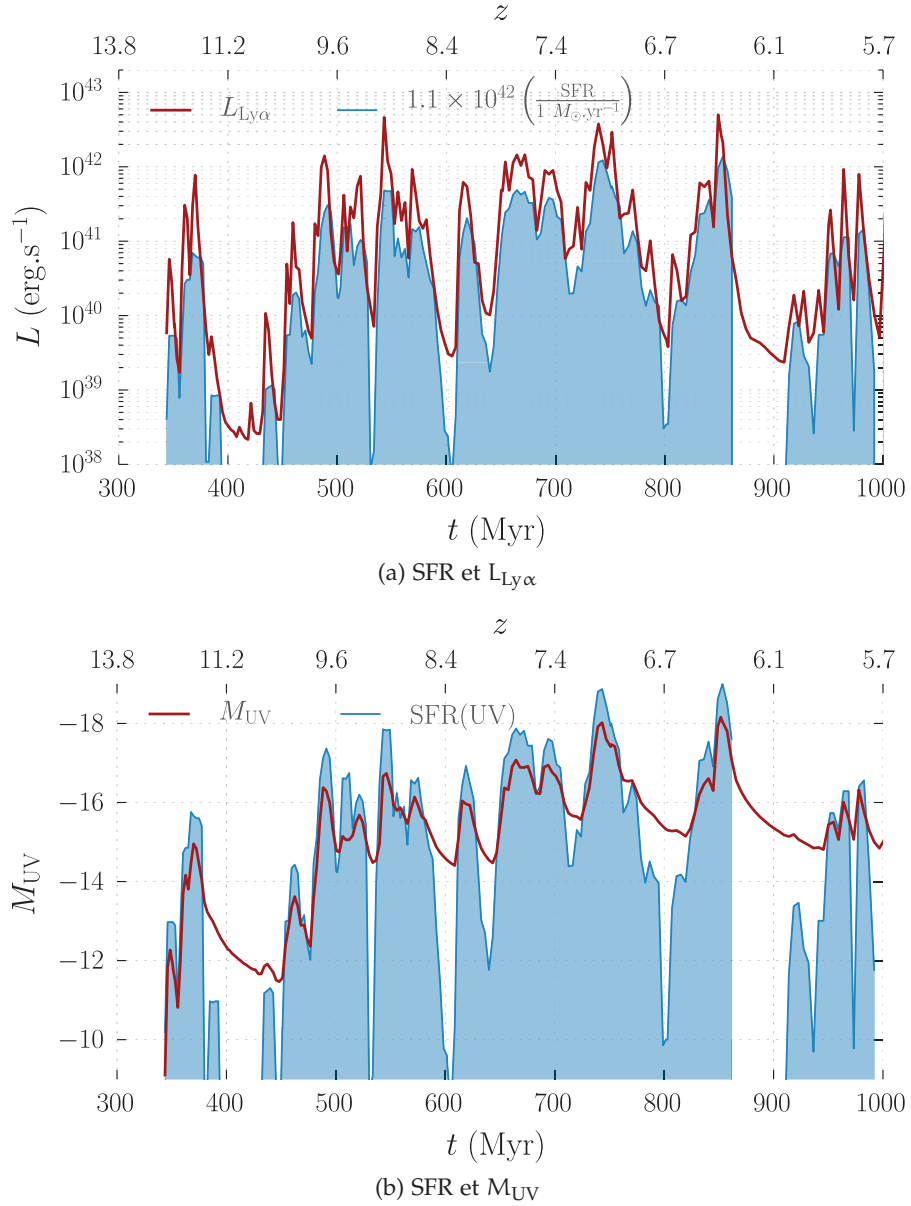 z
13.8 11.2 9.6 8.4 7.4 6.7 6.1 5.7
10^43
L_Lyα 1.1 × 10^42 (SFR / 1 M_⊙.yr^−1)
10^42
10^41
L (erg.s^−1)
10^40
10^39
10^38
300 400 500 600 700 800 900 1000
t (Myr)
(a) SFR et L_Lyα
z
13.8 11.2 9.6 8.4 7.4 6.7 6.1 5.7
M_UV SFR(UV)
−18
−16
−14
M_UV
−12
−10
300 400 500 600 700 800 900 1000
t (Myr)
(b) SFR et M_UV